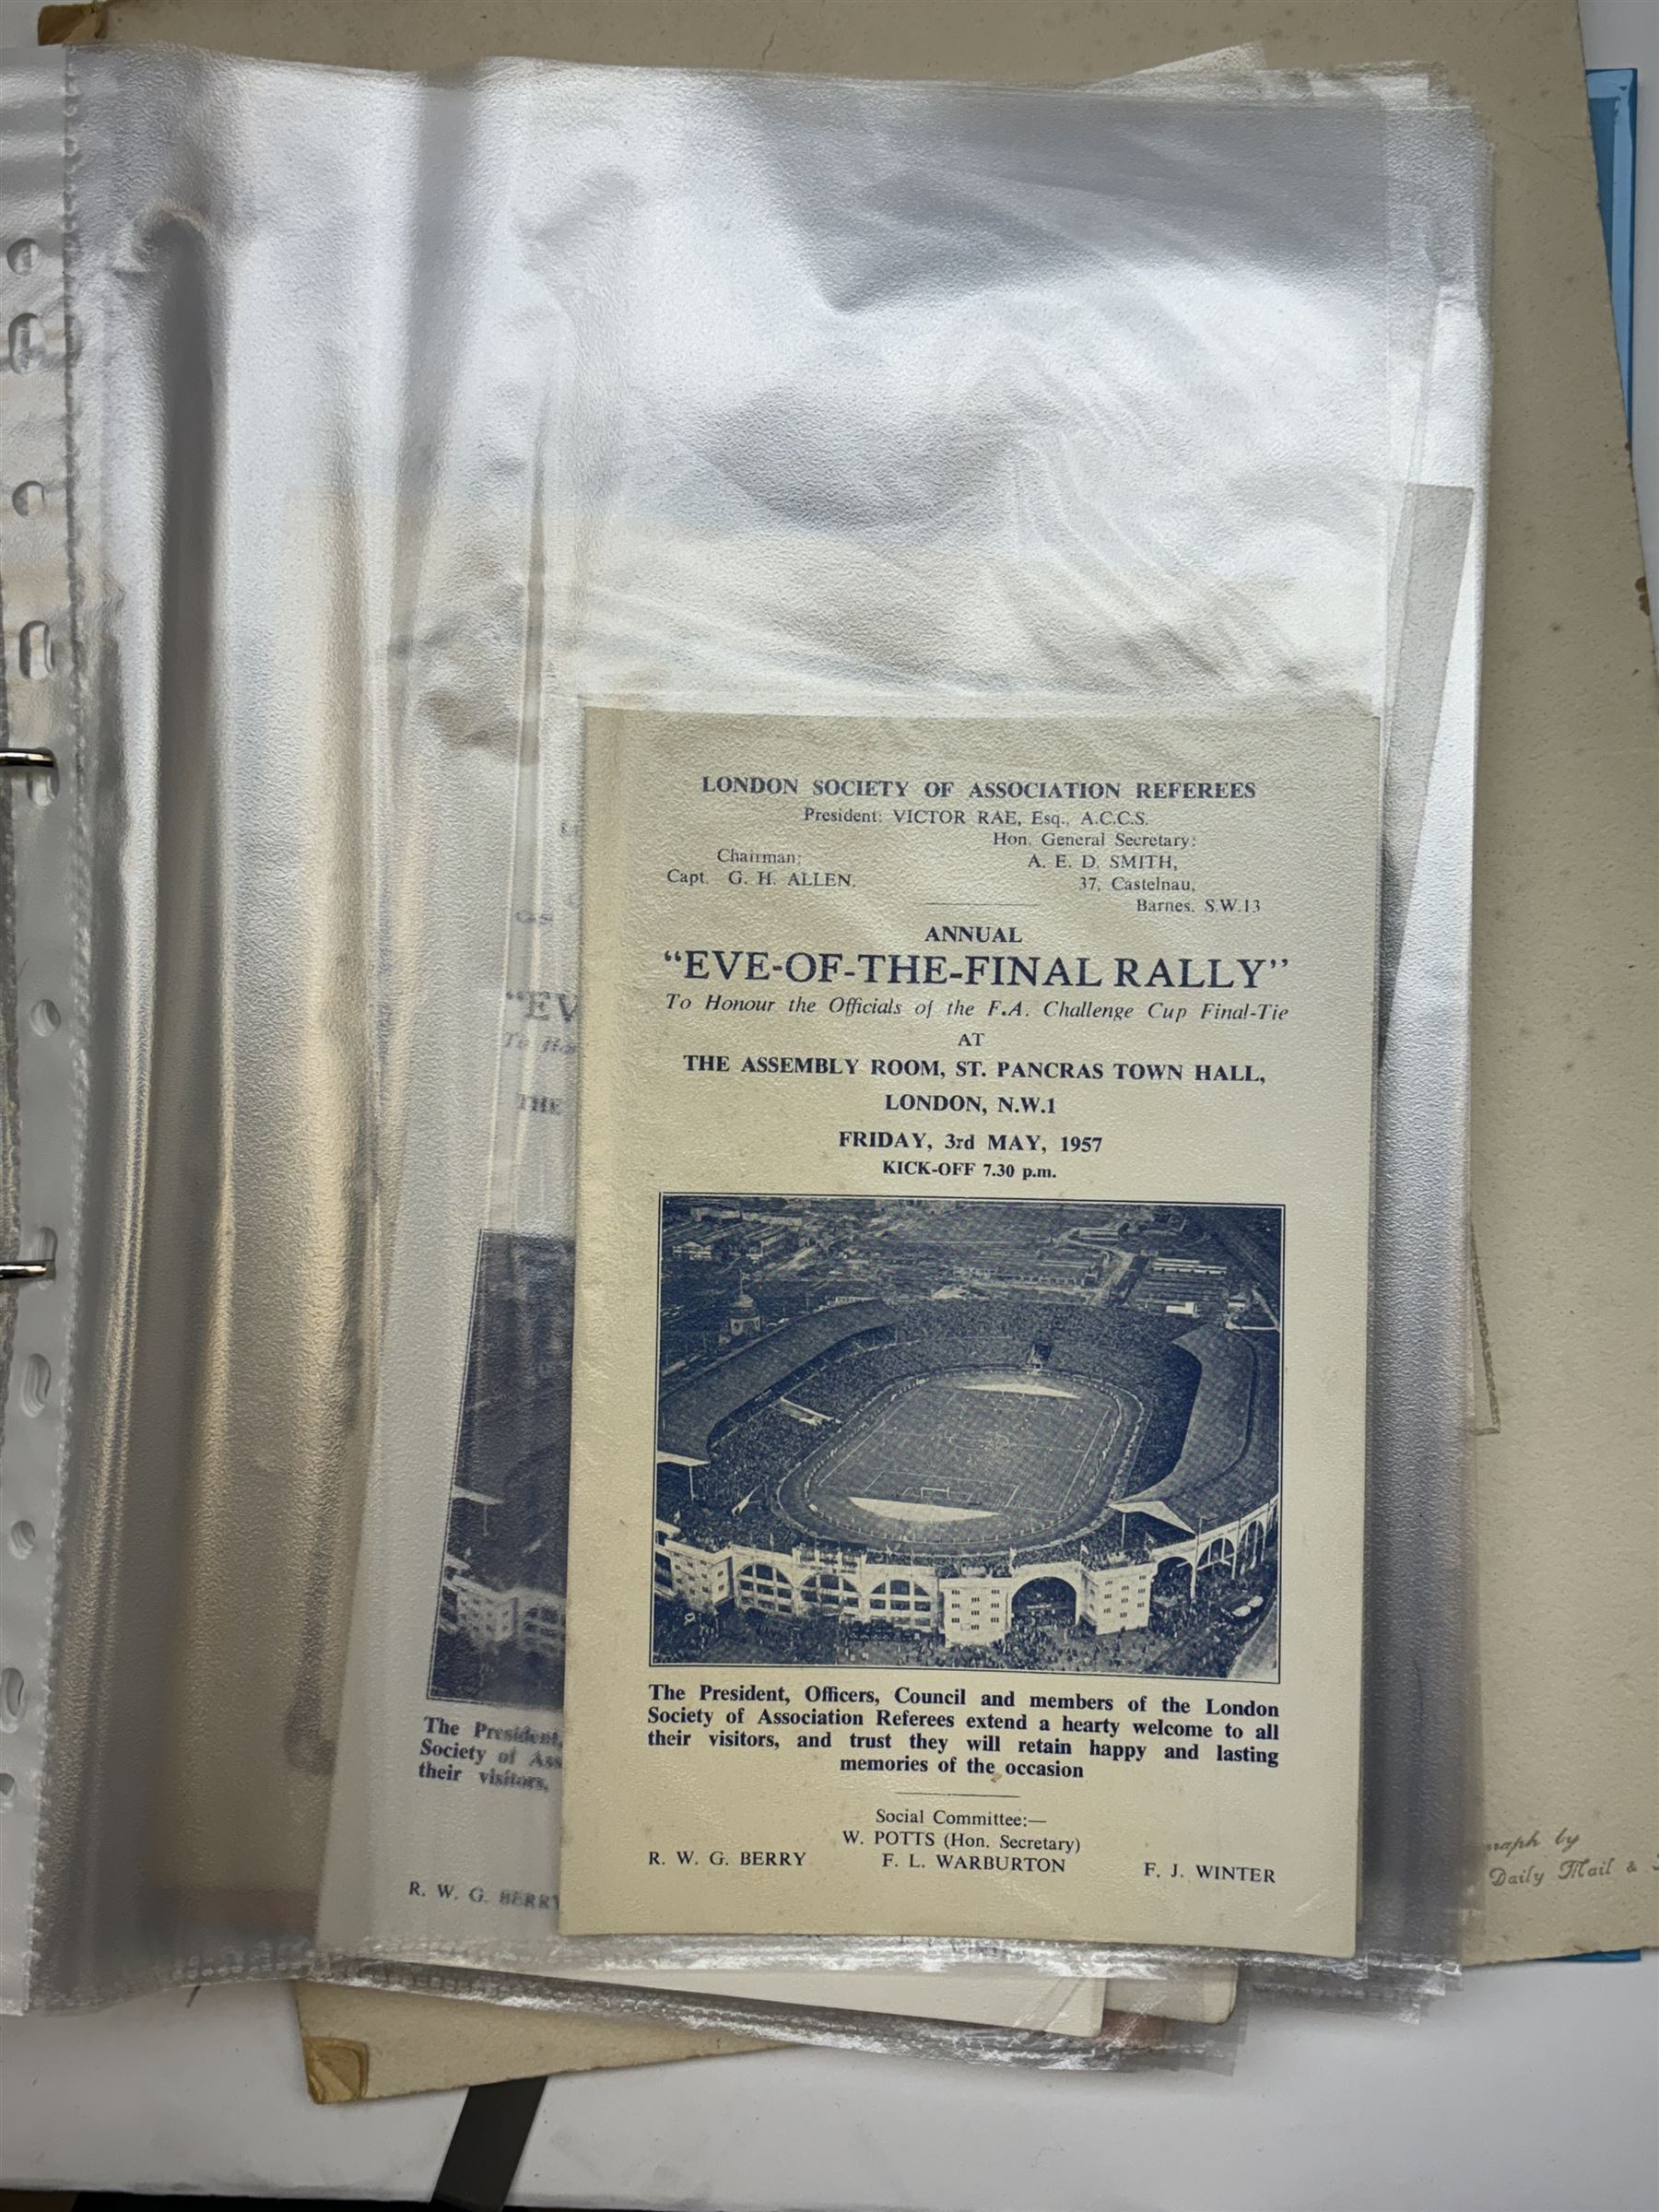 LONDON SOCIETY OF ASSOCIATION REFEREES
President: VICTOR RAE, Esq., A.C.C.S.
Hon. General Secretary:
Chairman:
A. E. D. SMITH,
Capt. G. H. ALLEN.
37, Castelnau,
Barnes. S.W.13
ANNUAL
“EVE-OF-THE-FINAL RALLY”
To Honour the Officials of the F.A. Challenge Cup Final-Tie
AT
THE ASSEMBLY ROOM, ST. PANCRAS TOWN HALL,
LONDON, N.W.1
FRIDAY, 3rd MAY, 1957
KICK-OFF 7.30 p.m.
The President, Officers, Council and members of the London
Society of Association Referees extend a hearty welcome to all
their visitors, and trust they will retain happy and lasting
memories of the occasion
Social Committee:—
W. POTTS (Hon. Secretary)
R. W. G. BERRY F. L. WARBURTON F. J. WINTER
“EV
THE
The President,
Society of Ass
their visitors,
R. W. G. BERRY
by
Daily Mail &